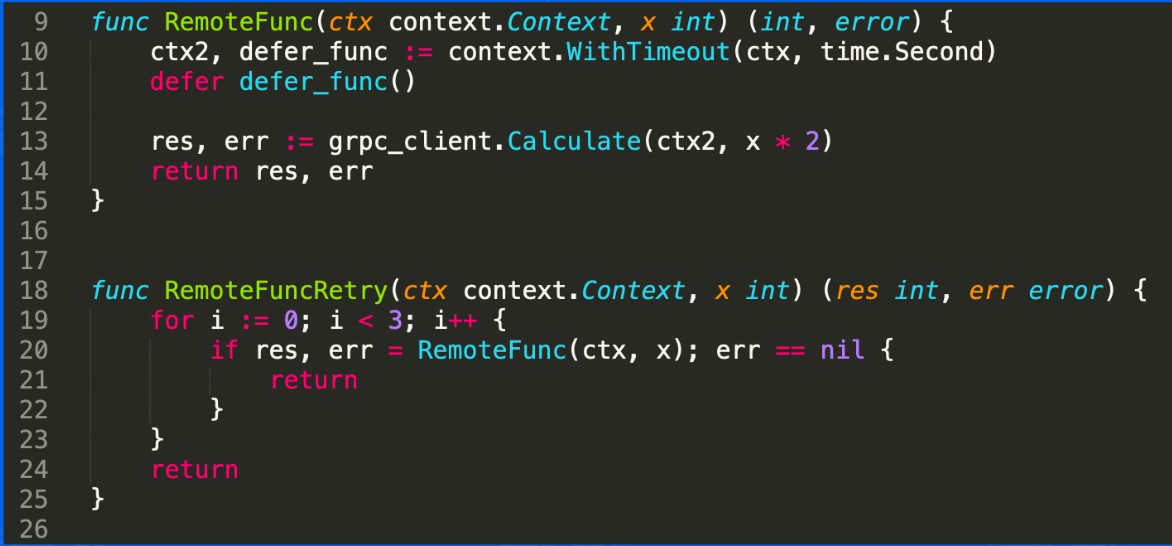 9 func RemoteFunc(ctx context.Context, x int) (int, error) {
10 ctx2, defer_func := context.WithTimeout(ctx, time.Second)
11 defer defer_func()
12
13 res, err := grpc_client.Calculate(ctx2, x * 2)
14 return res, err
15 }
16
17
18 func RemoteFuncRetry(ctx context.Context, x int) (res int, err error) {
19 for i := 0; i < 3; i++ {
20 if res, err = RemoteFunc(ctx, x); err == nil {
21 return
22 }
23 }
24 return
25 }
26